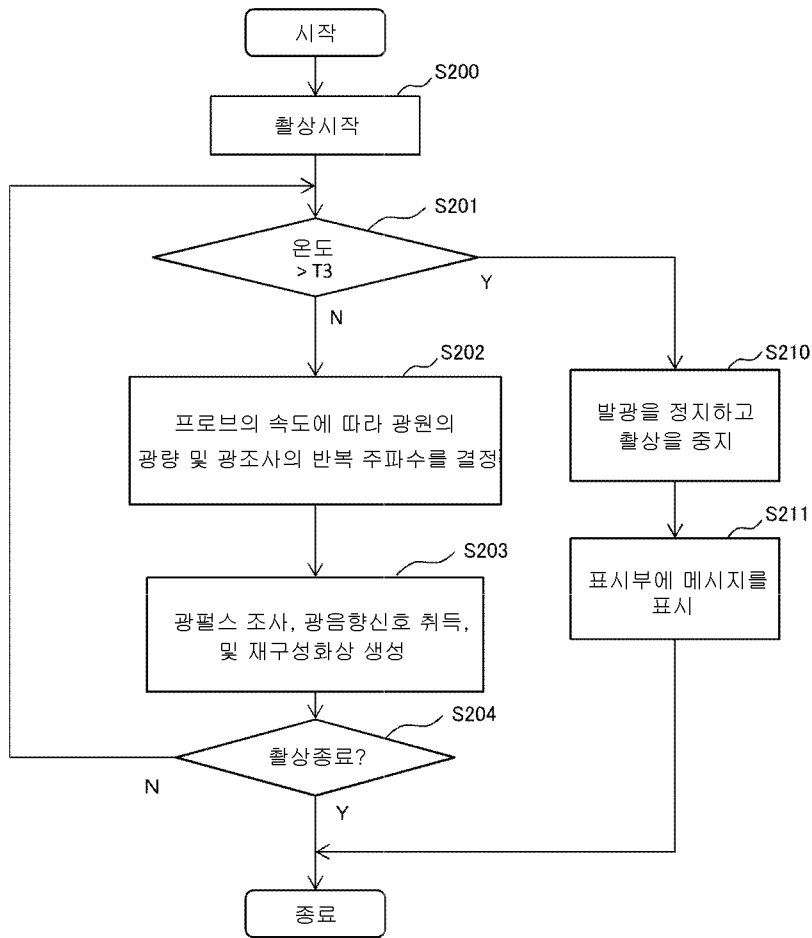 시작
S200
촬상시작
S201
온도
> T3
Y
N
S202
프로브의 속도에 따라 광원의
광량 및 광조사의 반복 주파수를 결정
S210
발광을 정지하고
촬상을 중지
S203
광펄스 조사, 광음향신호 취득,
및 재구성화상 생성
S211
표시부에 메시지를
표시
S204
촬상종료?
N
Y
종료